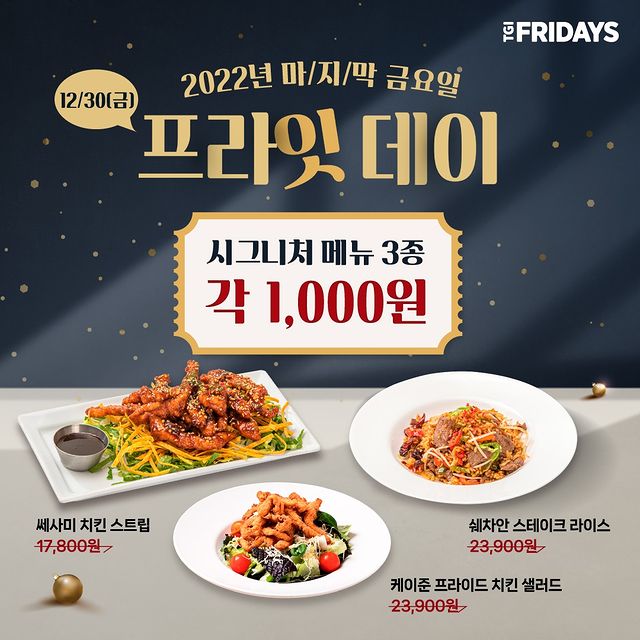 TGI FRIDAYS
2022년 마/지/막 금요일
12/30(금)
프라잇 데이
시그니처 메뉴 3종
각 1,000원
쎄사미 치킨 스트립
17,800원
쉐차안 스테이크 라이스
23,900원
케이준 프라이드 치킨 샐러드
23,900원